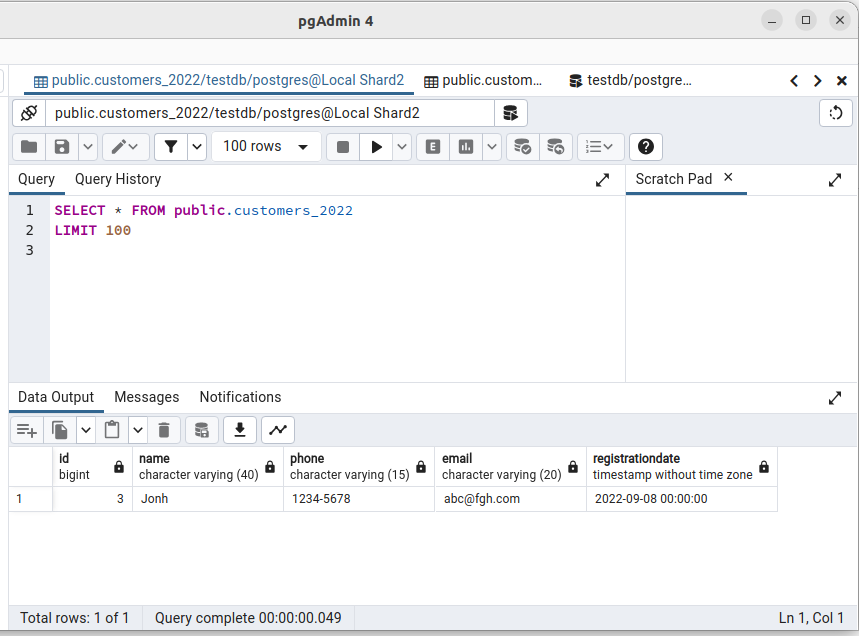 pgAdmin 4
public.customers_2022/testdb/postgres@Local Shard2 public.custom... testdb/postgre...
public.customers_2022/testdb/postgres@Local Shard2
100 rows E
Query Query History Scratch Pad
1 SELECT * FROM public.customers_2022
2 LIMIT 100
3
Data Output Messages Notifications
id name phone email registrationdate
bigint character varying (40) character varying (15) character varying (20) timestamp without time zone
1 3 Jonh 1234-5678 abc@fgh.com 2022-09-08 00:00:00
Total rows: 1 of 1 Query complete 00:00:00.049 Ln 1, Col 1